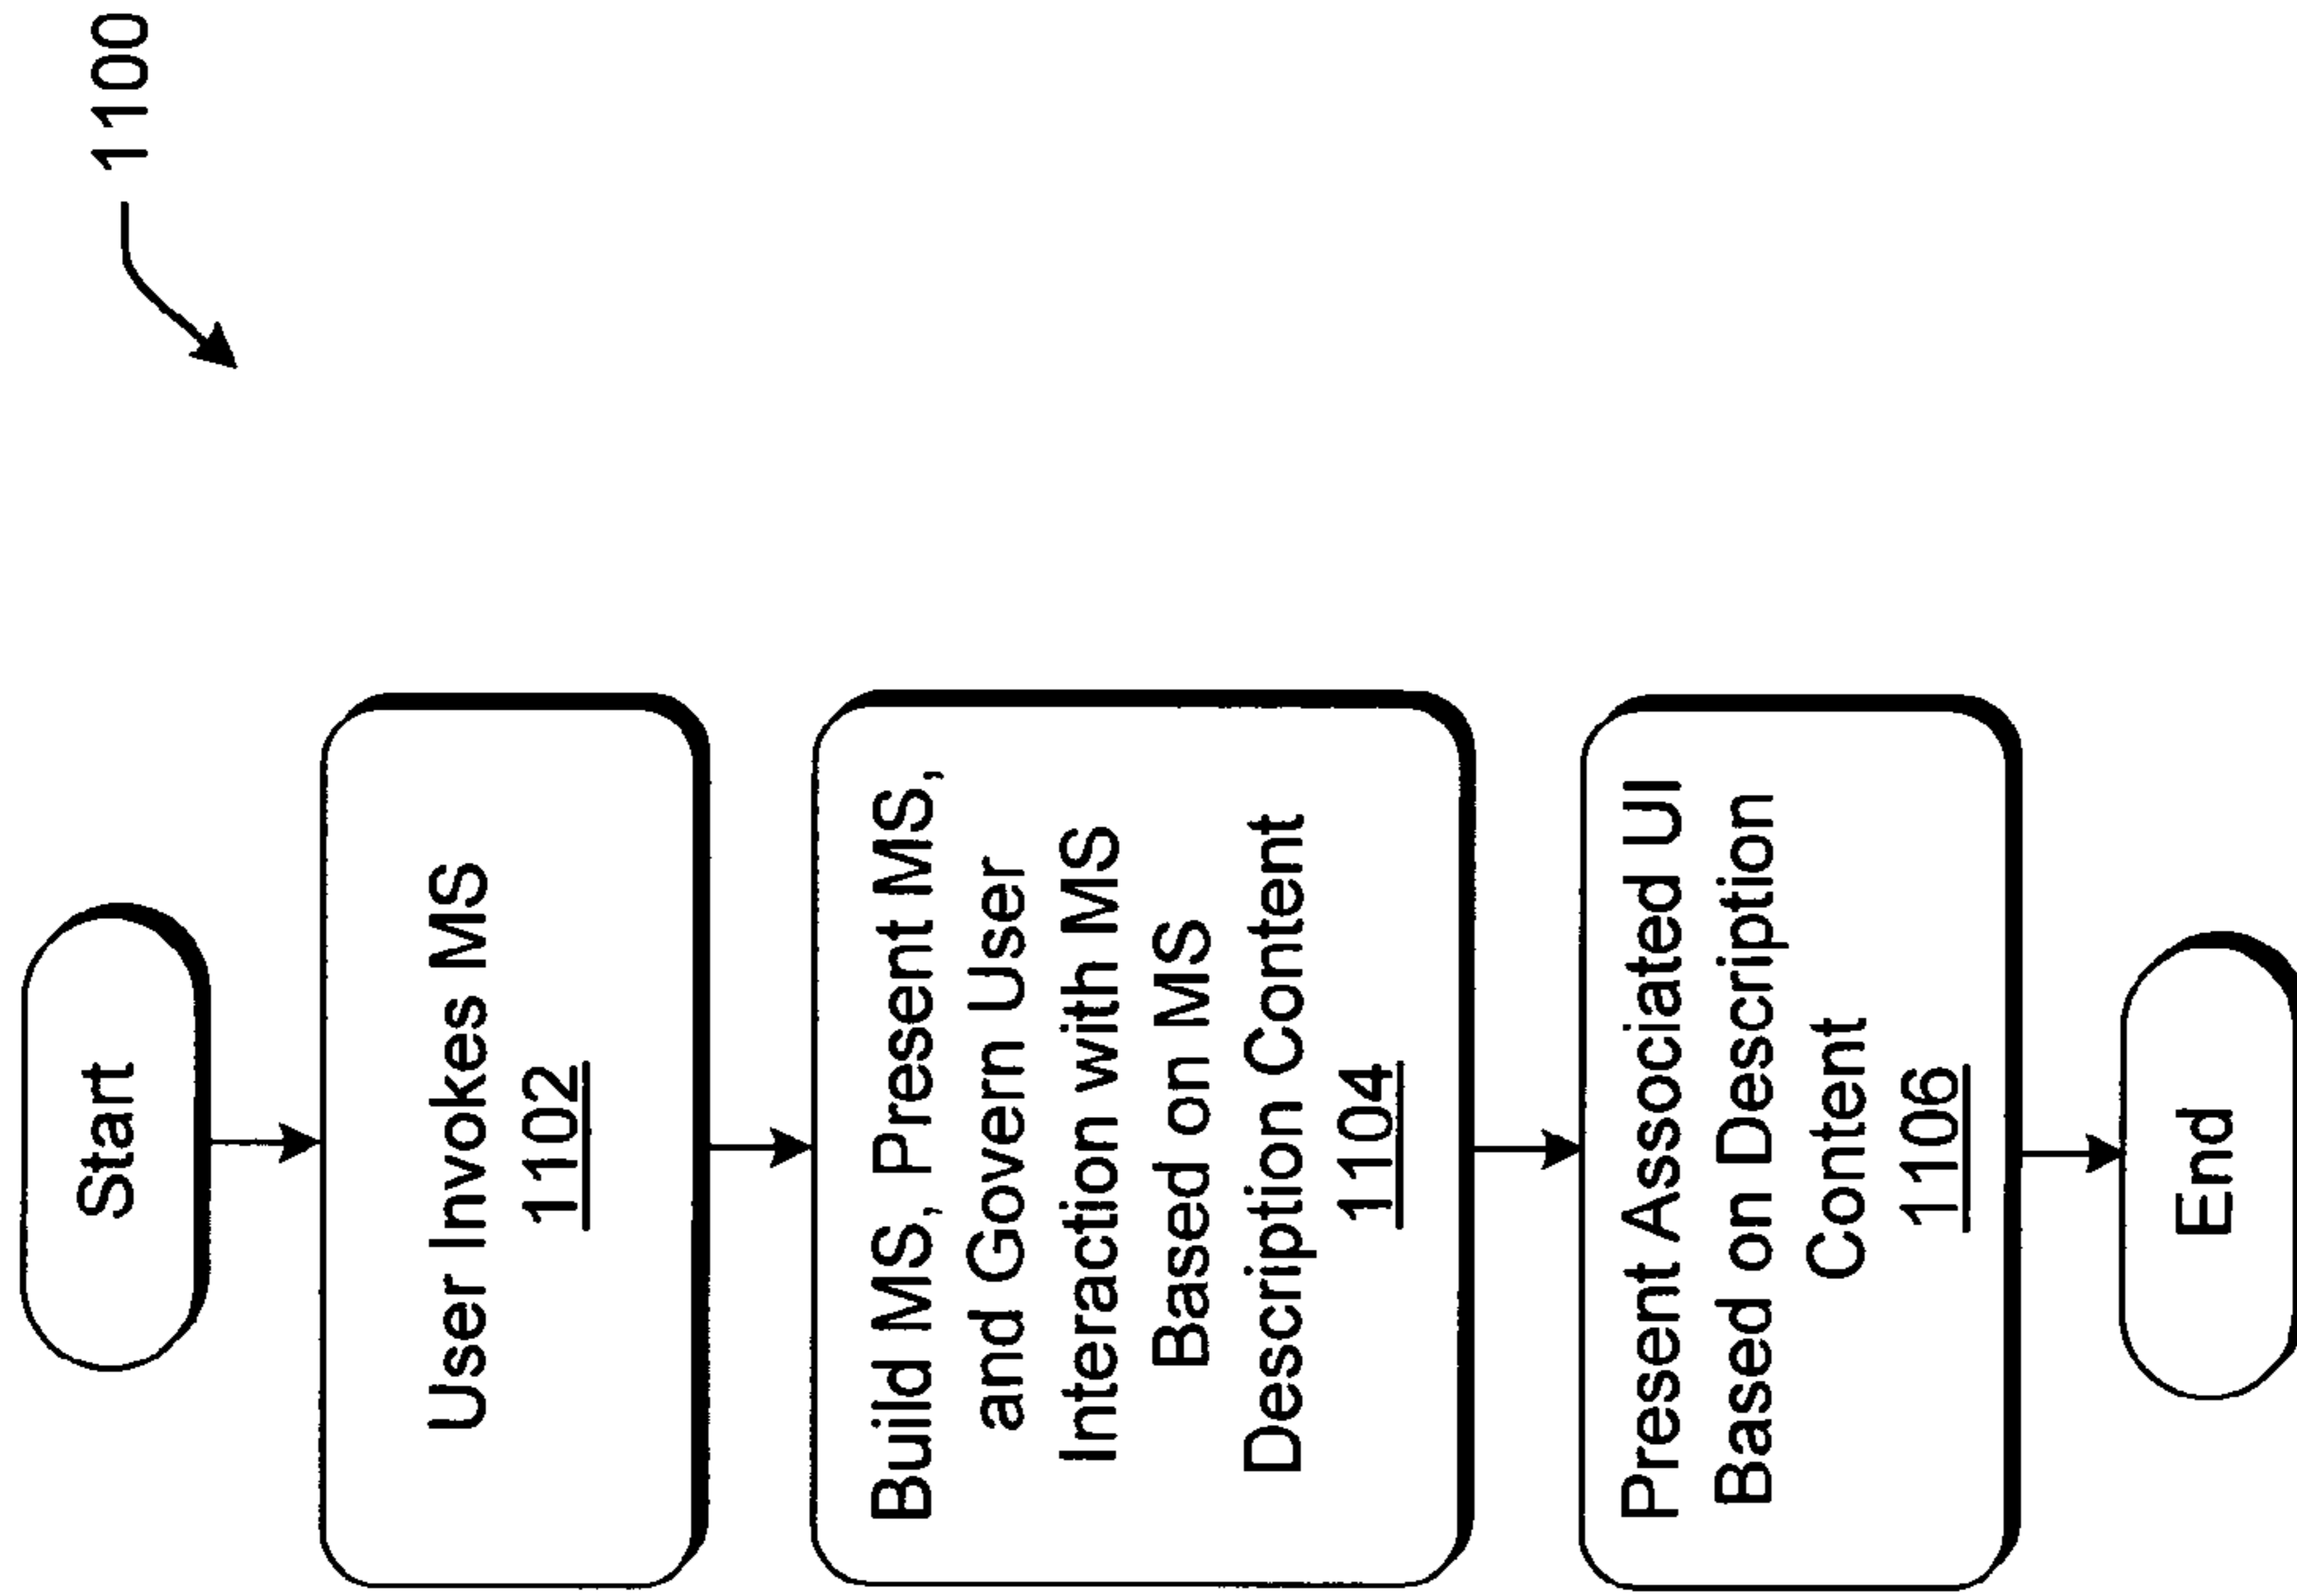 1100
Start
User Invokes MS
1102
Build MS, Present MS,
and Govern User
Interaction with MS
Based on MS
Description Content
1104
Present Associated UI
Based on Description
Content
1106
End